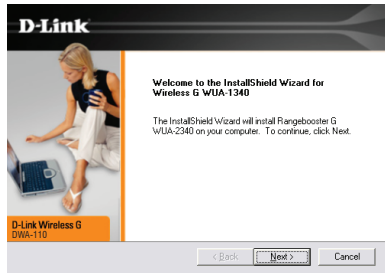 D-Link
Welcome to the InstallShield Wizard for
Wireless G WUA-1340
The InstallShield Wizard will install Rangebooster G
WUA-2340 on your computer. To continue, click Next.
D-Link Wireless G
DWA-110
< Back
Next >
Cancel